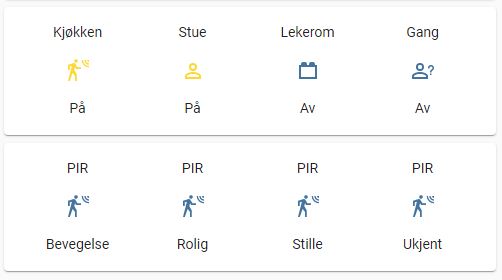 Kjøkken Stue Lekerom Gang
På På Av Av
PIR PIR PIR PIR
Bevegelse Rolig Stille Ukjent